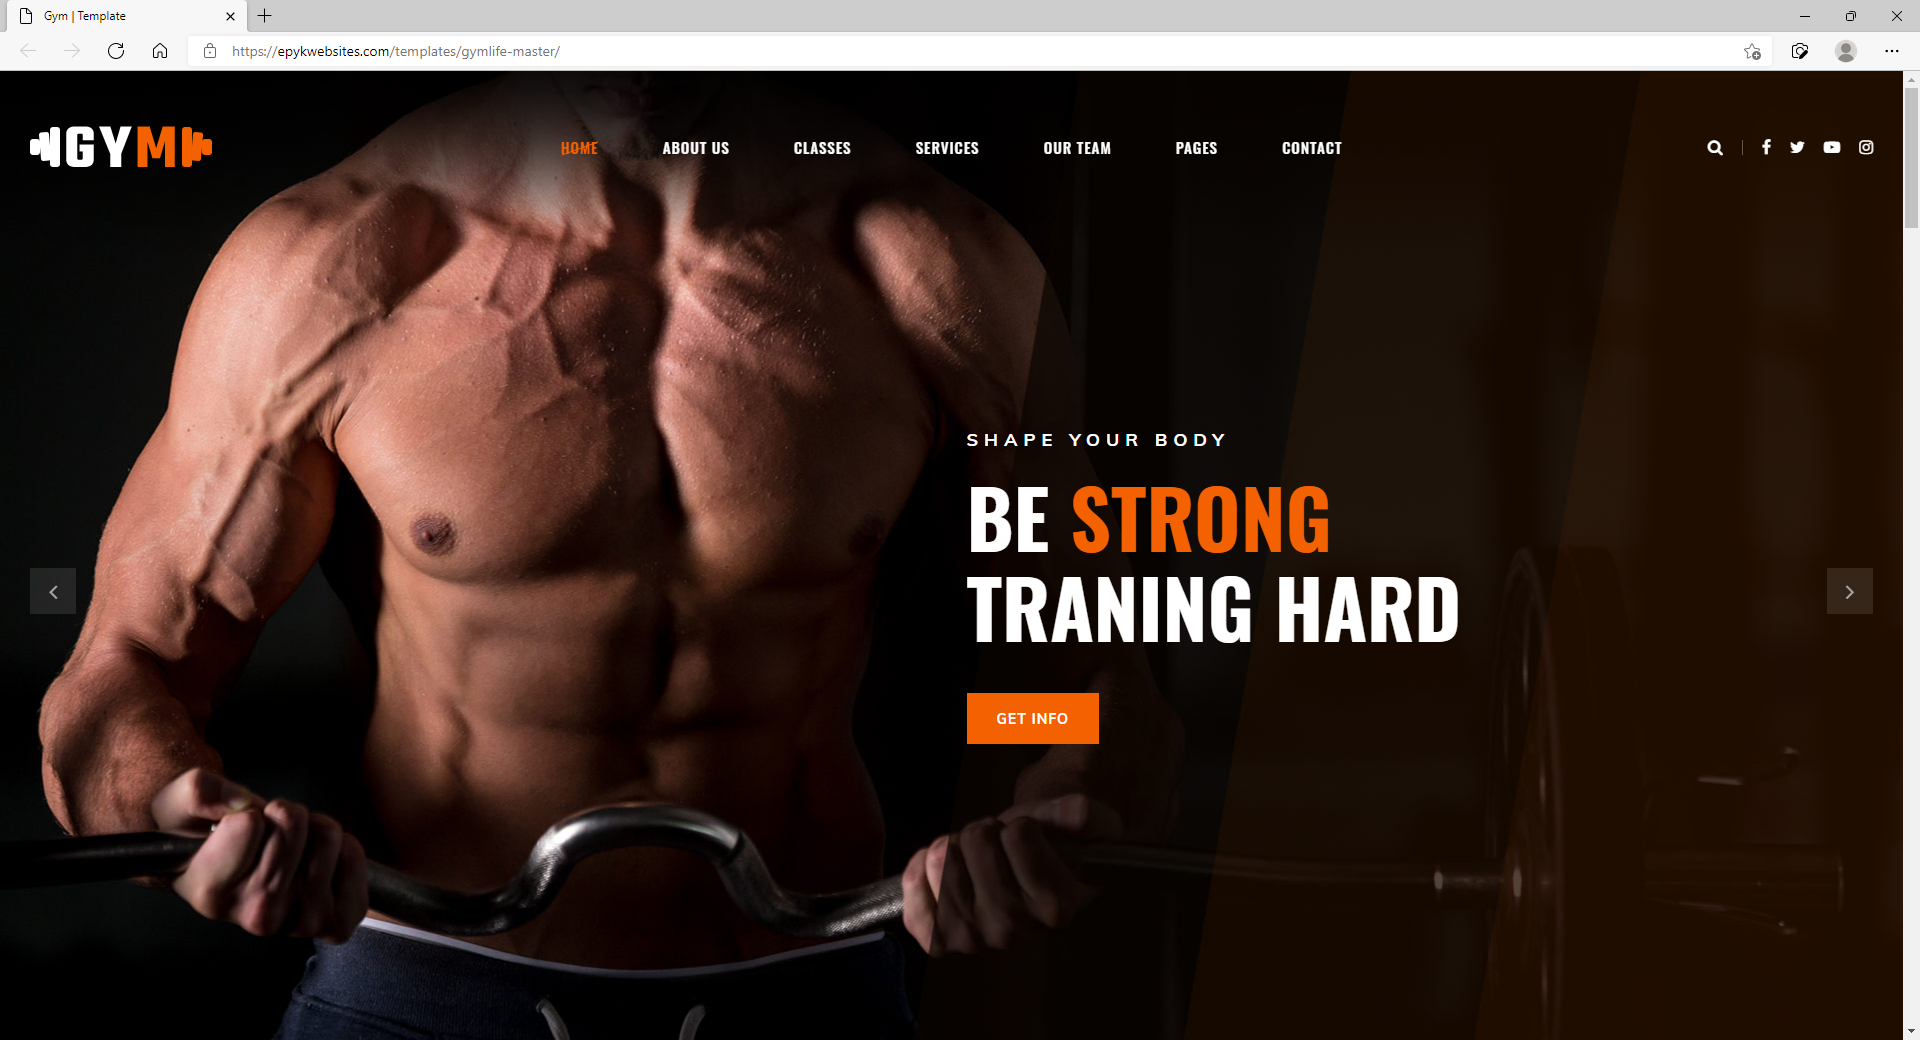 Gym | Template
https://epykwebsites.com/templates/gymlife-master/
GYM
HOME ABOUT US CLASSES SERVICES OUR TEAM PAGES CONTACT
SHAPE YOUR BODY
BE STRONG
TRANING HARD
GET INFO